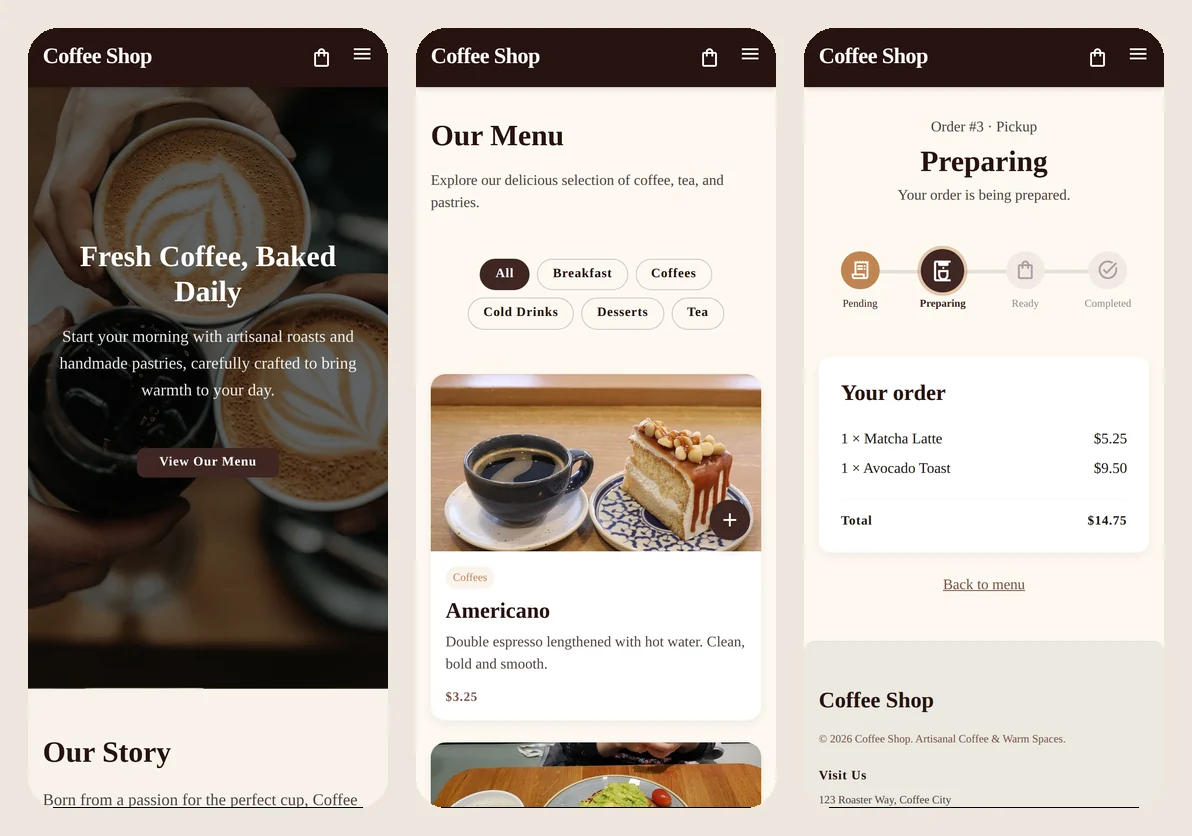 Coffee Shop
Fresh Coffee, Baked
Daily
Start your morning with artisanal roasts and
handmade pastries, carefully crafted to bring
warmth to your day.
View Our Menu
Our Story
Born from a passion for the perfect cup, Coffee
Coffee Shop
Our Menu
Explore our delicious selection of coffee, tea, and
pastries.
All
Breakfast
Coffees
Cold Drinks
Desserts
Tea
Coffees
Americano
Double espresso lengthened with hot water. Clean,
bold and smooth.
$3.25
Coffee Shop
Order #3 · Pickup
Preparing
Your order is being prepared.
Pending
Preparing
Ready
Completed
Your order
1 × Matcha Latte $5.25
1 × Avocado Toast $9.50
Total $14.75
Back to menu
Coffee Shop
© 2026 Coffee Shop. Artisanal Coffee & Warm Spaces.
Visit Us
123 Roaster Way, Coffee City